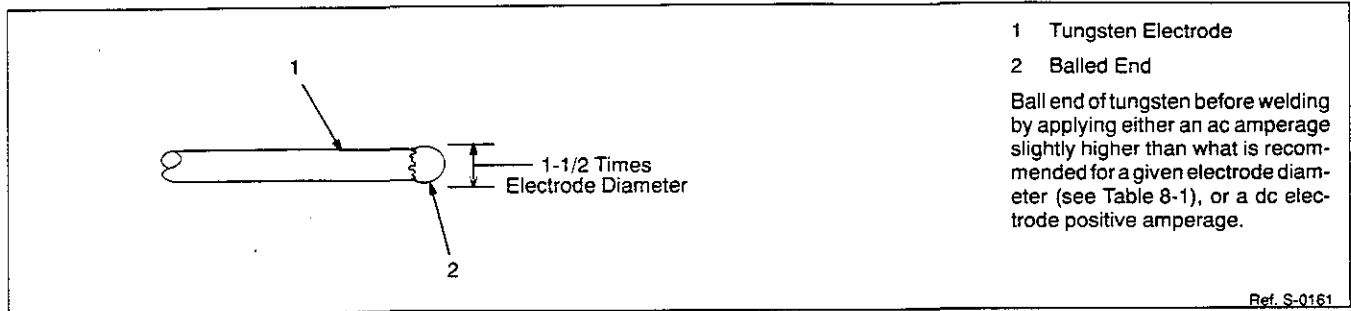 1
1-1/2 Times
Electrode Diameter
2
1 Tungsten Electrode
2 Balled End
Ball end of tungsten before welding
by applying either an ac amperage
slightly higher than what is recom-
mended for a given electrode diam-
eter (see Table 8-1), or a dc elec-
trode positive amperage.
Ref. S-0161